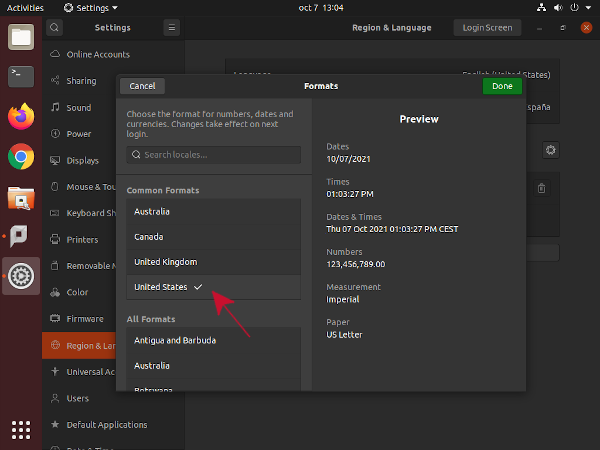 Activities
Settings
oct 7 13:04
Settings
Region & Language
Login Screen
Online Accounts
Sharing
Sound
Power
Displays
Mouse & Tou
Keyboard Sh
Printers
Removable M
Color
Firmware
Region & Lan
Universal Ac
Users
Default Applications
Date & Time
Language
English (United States)
España
Cancel
Formats
Done
Choose the format for numbers, dates and
currencies. Changes take effect on next
login.
Search locales...
Common Formats
Australia
Canada
United Kingdom
United States
All Formats
Antigua and Barbuda
Australia
Botswana
Preview
Dates
10/07/2021
Times
01:03:27 PM
Dates & Times
Thu 07 Oct 2021 01:03:27 PM CEST
Numbers
123,456,789.00
Measurement
Imperial
Paper
US Letter